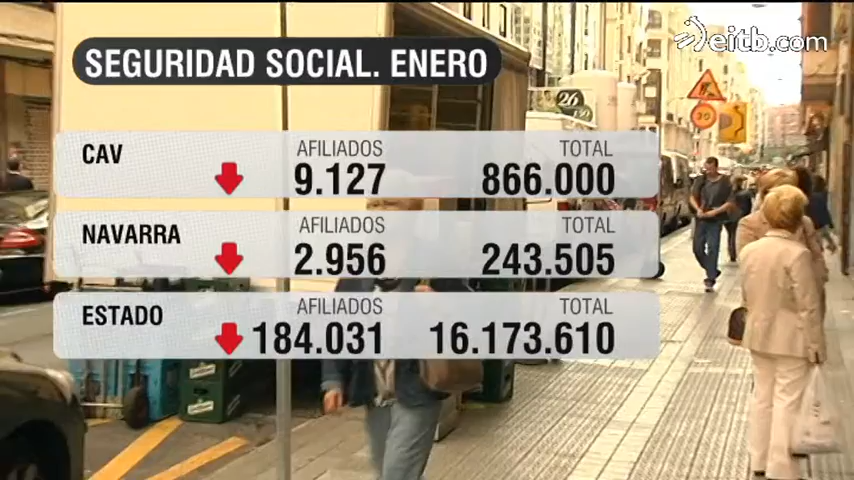 eitb.com
SEGURIDAD SOCIAL. ENERO
CAV
AFILIADOS
TOTAL
9.127
866.000
NAVARRA
AFILIADOS
TOTAL
2.956
243.505
ESTADO
AFILIADOS
TOTAL
184.031
16.173.610
26
30